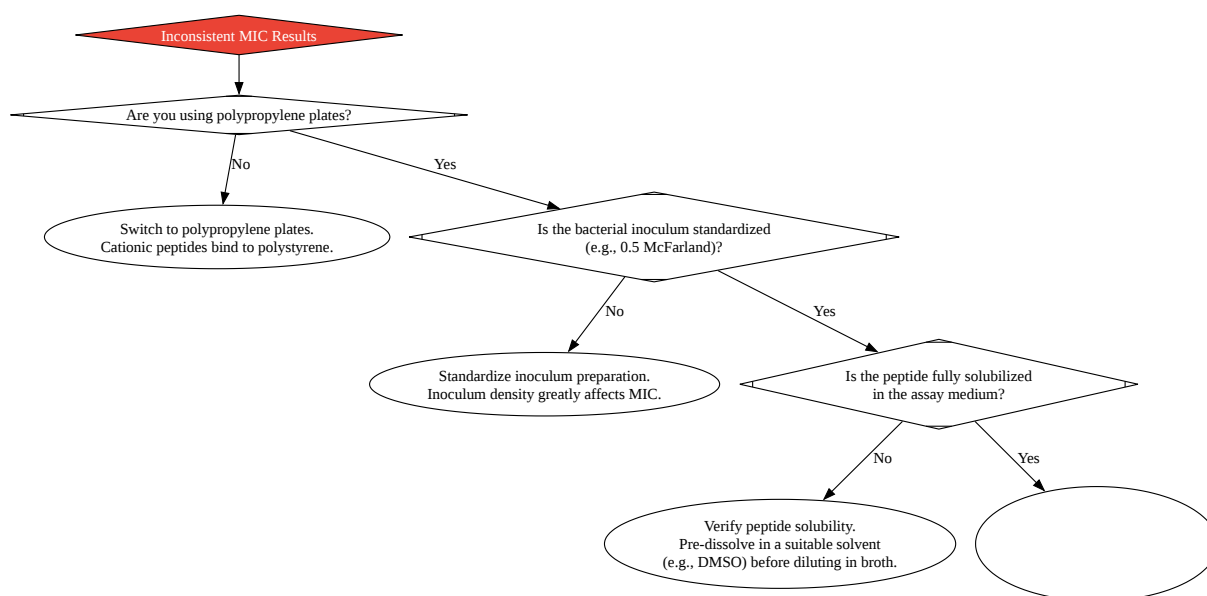 Inconsistent MIC Results
Are you using polypropylene plates?
No
Yes
Switch to polypropylene plates.
Cationic peptides bind to polystyrene.
Is the bacterial inoculum standardized
(e.g., 0.5 McFarland)?
No
Yes
Standardize inoculum preparation.
Inoculum density greatly affects MIC.
Is the peptide fully solubilized
in the assay medium?
No
Yes
Verify peptide solubility.
Pre-dissolve in a suitable solvent
(e.g., DMSO) before diluting in broth.